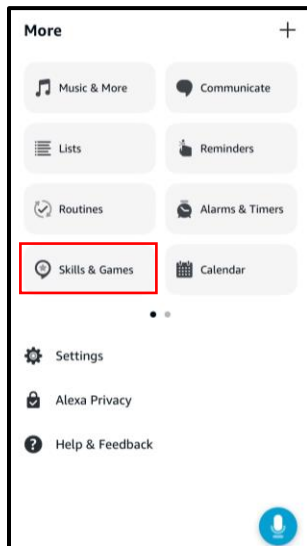 More
Music & More
Communicate
Lists
Reminders
Routines
Alarms & Timers
Skills & Games
Calendar
Settings
Alexa Privacy
Help & Feedback